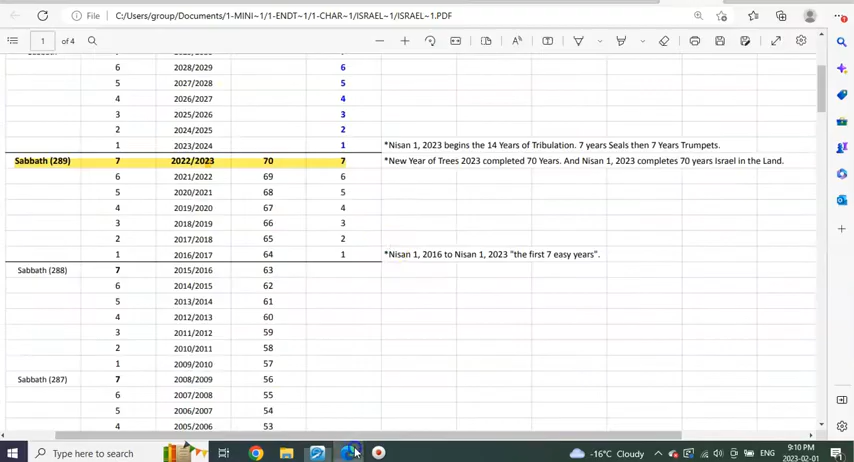 File | C:/Users/group/Documents/1-MINI~1/1-ENDT~1/1-CHAR~1/ISRAEL~1/ISRAEL~1.PDF
1 of 4
6 2028/2029 6
5 2027/2028 5
4 2026/2027 4
3 2025/2026 3
2 2024/2025 2
1 2023/2024 1 *Nisan 1, 2023 begins the 14 Years of Tribulation. 7 years Seals then 7 Years Trumpets.
Sabbath (289) 7 2022/2023 70 7 *New Year of Trees 2023 completed 70 Years. And Nisan 1, 2023 completes 70 years Israel in the Land.
6 2021/2022 69 6
5 2020/2021 68 5
4 2019/2020 67 4
3 2018/2019 66 3
2 2017/2018 65 2
1 2016/2017 64 1 *Nisan 1, 2016 to Nisan 1, 2023 "the first 7 easy years".
Sabbath (288) 7 2015/2016 63
6 2014/2015 62
5 2013/2014 61
4 2012/2013 60
3 2011/2012 59
2 2010/2011 58
1 2009/2010 57
Sabbath (287) 7 2008/2009 56
6 2007/2008 55
5 2006/2007 54
4 2005/2006 53
Type here to search
-16°C Cloudy
ENG
9:10 PM
2023-02-01